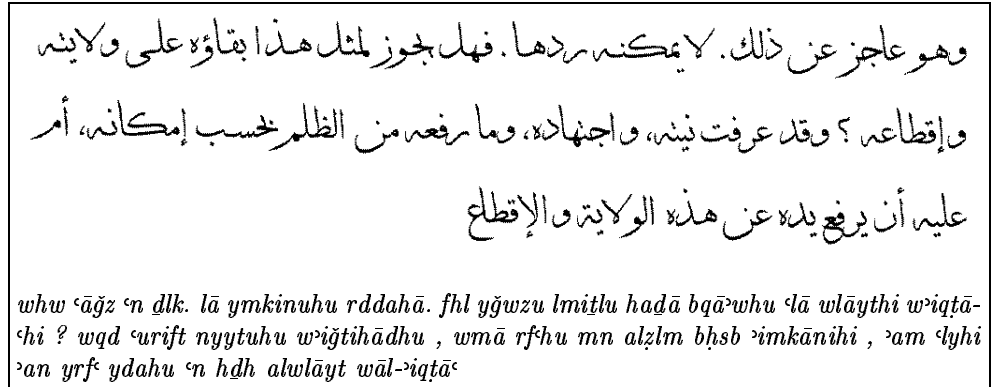 وهو عاجز عن ذلك. لا يمكنه ردها. فهل يجوز لمثل هذا بقاؤه على ولايته
وإقطاعه ؟ وقد عرفت نيته، واجتهاده، وما رفعه من الظلم بحسب إمكانه، أم
عليه أن يرفع يده عن هذه الولاية والإقطاع
whw ʿāǧz ʿn ḏlk. lā ymkinuhu rddahā. fhl yǧwzu lmiṯlu haḏā bqāʾwhu ʿlā wlāythi wʾiqṭā-
ʿhi ? wqd ʿurift nyytuhu wʾiǧtihādhu , wmā rfʿhu mn alẓlm bḥsb ʾimkānihi , ʾam ʿlyhi
ʾan yrfʿ ydahu ʿn hḏh alwlāyt wāl-ʾiqṭāʿ